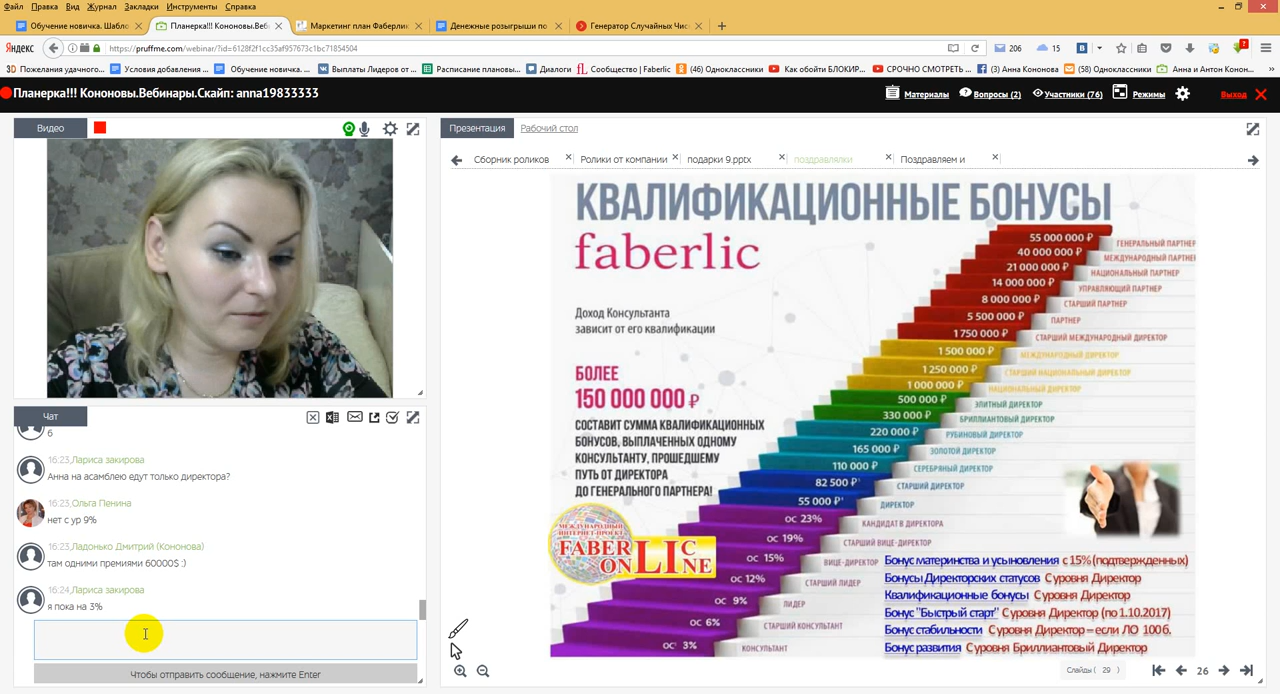 Файл Правка Вид Журнал Закладки Инструменты Справка
Обучение новичка. Шабло
Планерка!!! Кононовы.Веб
Маркетинг план Фаберли
Денежные розыгрыши по
Генератор Случайных Чис
Яндекс
https://pruffme.com/webinar/?id=6128f2f1cc35af957673c1bc71854504
206
15
Пожелания удачного...
Условия добавления ...
Обучение новичка. ...
Выплаты Лидеров от ...
Расписание плановы...
Диалоги
Сообщество | Faberlic
(46) Одноклассники
Как обойти БЛОКИР...
СРОЧНО СМОТРЕТЬ ...
(3) Анна Кононова
(58) Одноклассники
Анна и Антон Конон...
Планерка!!! Кононовы.Вебинары.Скайп: anna19833333
Материалы
Вопросы (2)
Участники (76)
Режимы
Выход
Видео
Презентация
Рабочий стол
Сборник роликов
Ролики от компании
подарки 9.pptx
поздравлялки
Поздравляем и
КВАЛИФИКАЦИОННЫЕ БОНУСЫ
faberlic
Доход Консультанта
зависит от его квалификации
БОЛЕЕ
150 000 000 ₽
СОСТАВИТ СУММА КВАЛИФИКАЦИОННЫХ
БОНУСОВ, ВЫПЛАЧЕННЫХ ОДНОМУ
КОНСУЛЬТАНТУ, ПРОШЕДШЕМУ
ПУТЬ ОТ ДИРЕКТОРА
ДО ГЕНЕРАЛЬНОГО ПАРТНЕРА!
55 000 000 ₽ ГЕНЕРАЛЬНЫЙ ПАРТНЕР
40 000 000 ₽ МЕЖДУНАРОДНЫЙ ПАРТНЕР
21 000 000 ₽ НАЦИОНАЛЬНЫЙ ПАРТНЕР
14 000 000 ₽ УПРАВЛЯЮЩИЙ ПАРТНЕР
8 000 000 ₽ СТАРШИЙ ПАРТНЕР
5 500 000 ₽ ПАРТНЕР
1 750 000 ₽ СТАРШИЙ МЕЖДУНАРОДНЫЙ ДИРЕКТОР
1 500 000 ₽ МЕЖДУНАРОДНЫЙ ДИРЕКТОР
1 250 000 ₽ СТАРШИЙ НАЦИОНАЛЬНЫЙ ДИРЕКТОР
1 000 000 ₽ НАЦИОНАЛЬНЫЙ ДИРЕКТОР
500 000 ₽ ЭЛИТНЫЙ ДИРЕКТОР
330 000 ₽ БРИЛЛИАНТОВЫЙ ДИРЕКТОР
220 000 ₽ РУБИНОВЫЙ ДИРЕКТОР
165 000 ₽ ЗОЛОТОЙ ДИРЕКТОР
110 000 ₽ СЕРЕБРЯНЫЙ ДИРЕКТОР
82 500 ₽ СТАРШИЙ ДИРЕКТОР
55 000 ₽ ДИРЕКТОР
ОС 23% КАНДИДАТ В ДИРЕКТОРА
ОС 19% СТАРШИЙ ВИЦЕ-ДИРЕКТОР
ОС 15% ВИЦЕ-ДИРЕКТОР
ОС 12% СТАРШИЙ ЛИДЕР
ОС 9% ЛИДЕР
ОС 6% СТАРШИЙ КОНСУЛЬТАНТ
ОС 3% КОНСУЛЬТАНТ
МЕЖДУНАРОДНЫЙ
ИНТЕРНЕТ-ПРОЕКТ
FABERLIC
ONLINE
Бонус материнства и усыновления с 15% (подтвержденных)
Бонусы Директорских статусов С уровня Директор
Квалификационные бонусы С уровня Директор
Бонус "Быстрый старт" С уровня Директор (по 1.10.2017)
Бонус стабильности С уровня Директор = если ЛО 100б.
Бонус развития С уровня Бриллиантовый Директор
Слайды ( 29 )
26
Чат
6
16:23,Лариса закирова
Анна на асамблею едут только директора?
16:23,Ольга Пенина
нет с ур 9%
16:23,Ладонько Дмитрий (Кононова)
там одними премиями 60000$ :)
16:24,Лариса закирова
я пока на 3%
Чтобы отправить сообщение, нажмите Enter